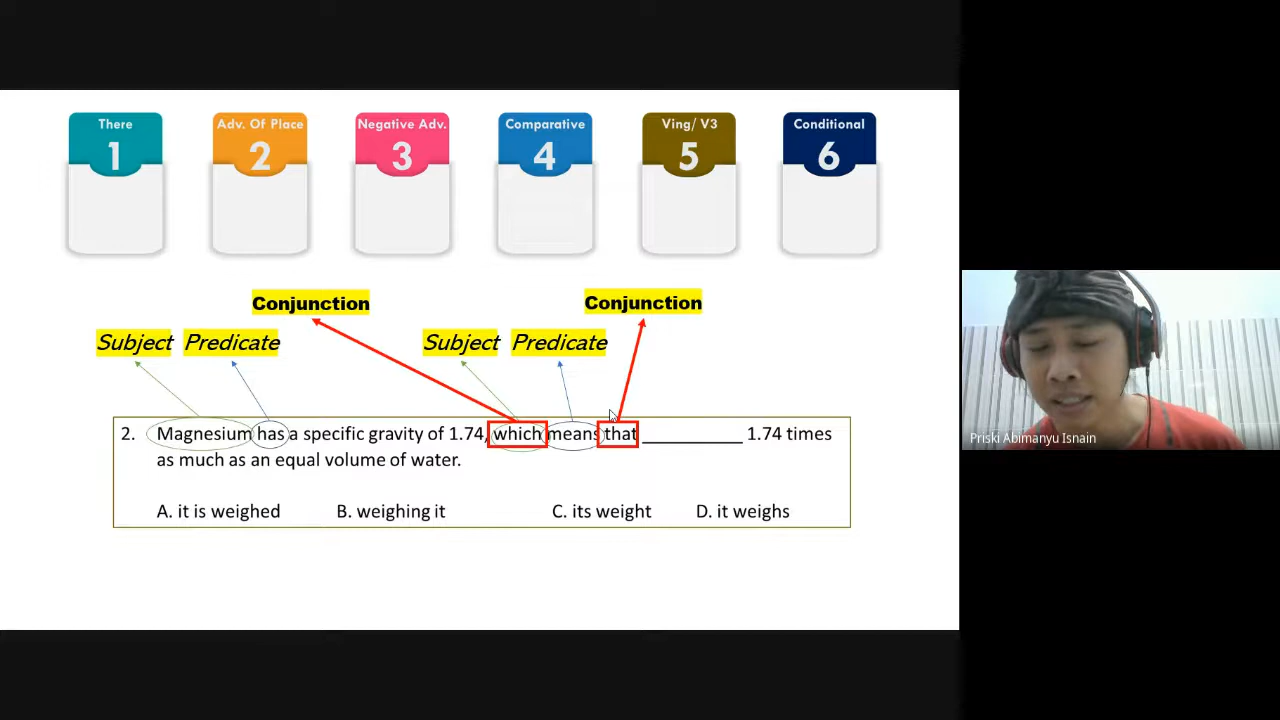 There
1
Adv. Of Place
2
Negative Adv.
3
Comparative
4
Ving/ V3
5
Conditional
6
Conjunction
Conjunction
Subject Predicate
Subject Predicate
2. Magnesium has a specific gravity of 1.74, which means that __________ 1.74 times
as much as an equal volume of water.
A. it is weighed B. weighing it C. its weight D. it weighs
Priski Abimanyu Isnain